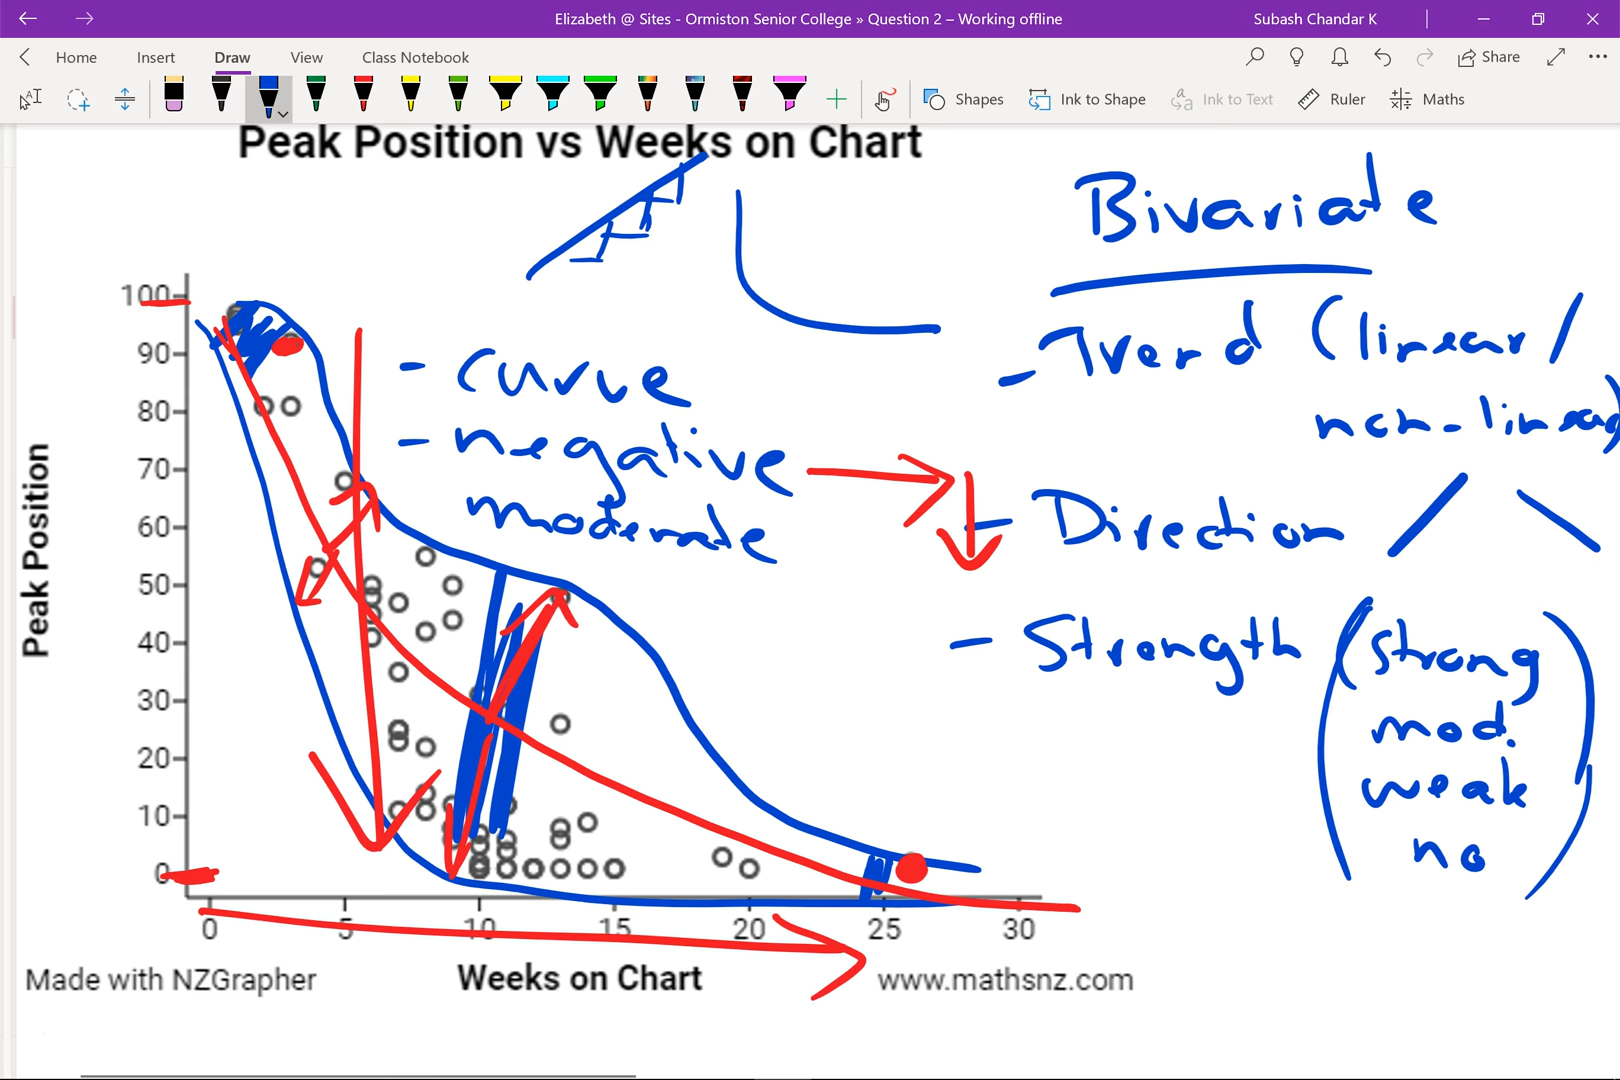 Elizabeth @ Sites - Ormiston Senior College » Question 2 – Working offline
Subash Chandar K
Home Insert Draw View Class Notebook
Share
Shapes Ink to Shape Ink to Text Ruler Maths
Peak Position vs Weeks on Chart
Bivariate
- Trend (linear/
non-linear)
- curve
- negative
moderate
- Direction
- Strength (strong
mod.
weak
no)
Peak Position
100
90
80
70
60
50
40
30
20
10
0
0 5 10 15 20 25 30
Made with NZGrapher
Weeks on Chart
www.mathsnz.com